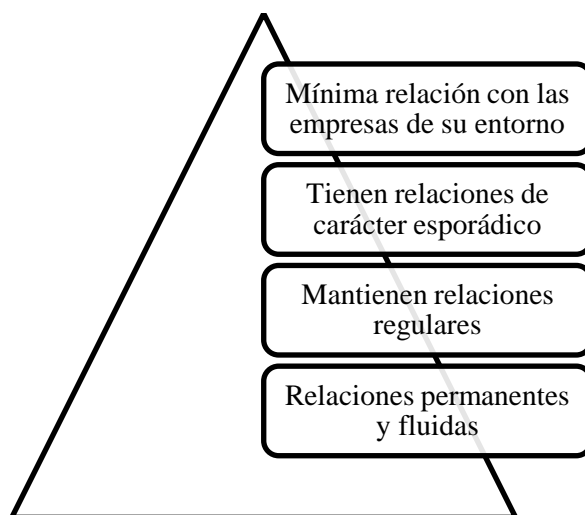 Mínima relación con las
empresas de su entorno
Tienen relaciones de
carácter esporádico
Mantienen relaciones
regulares
Relaciones permanentes
y fluidas